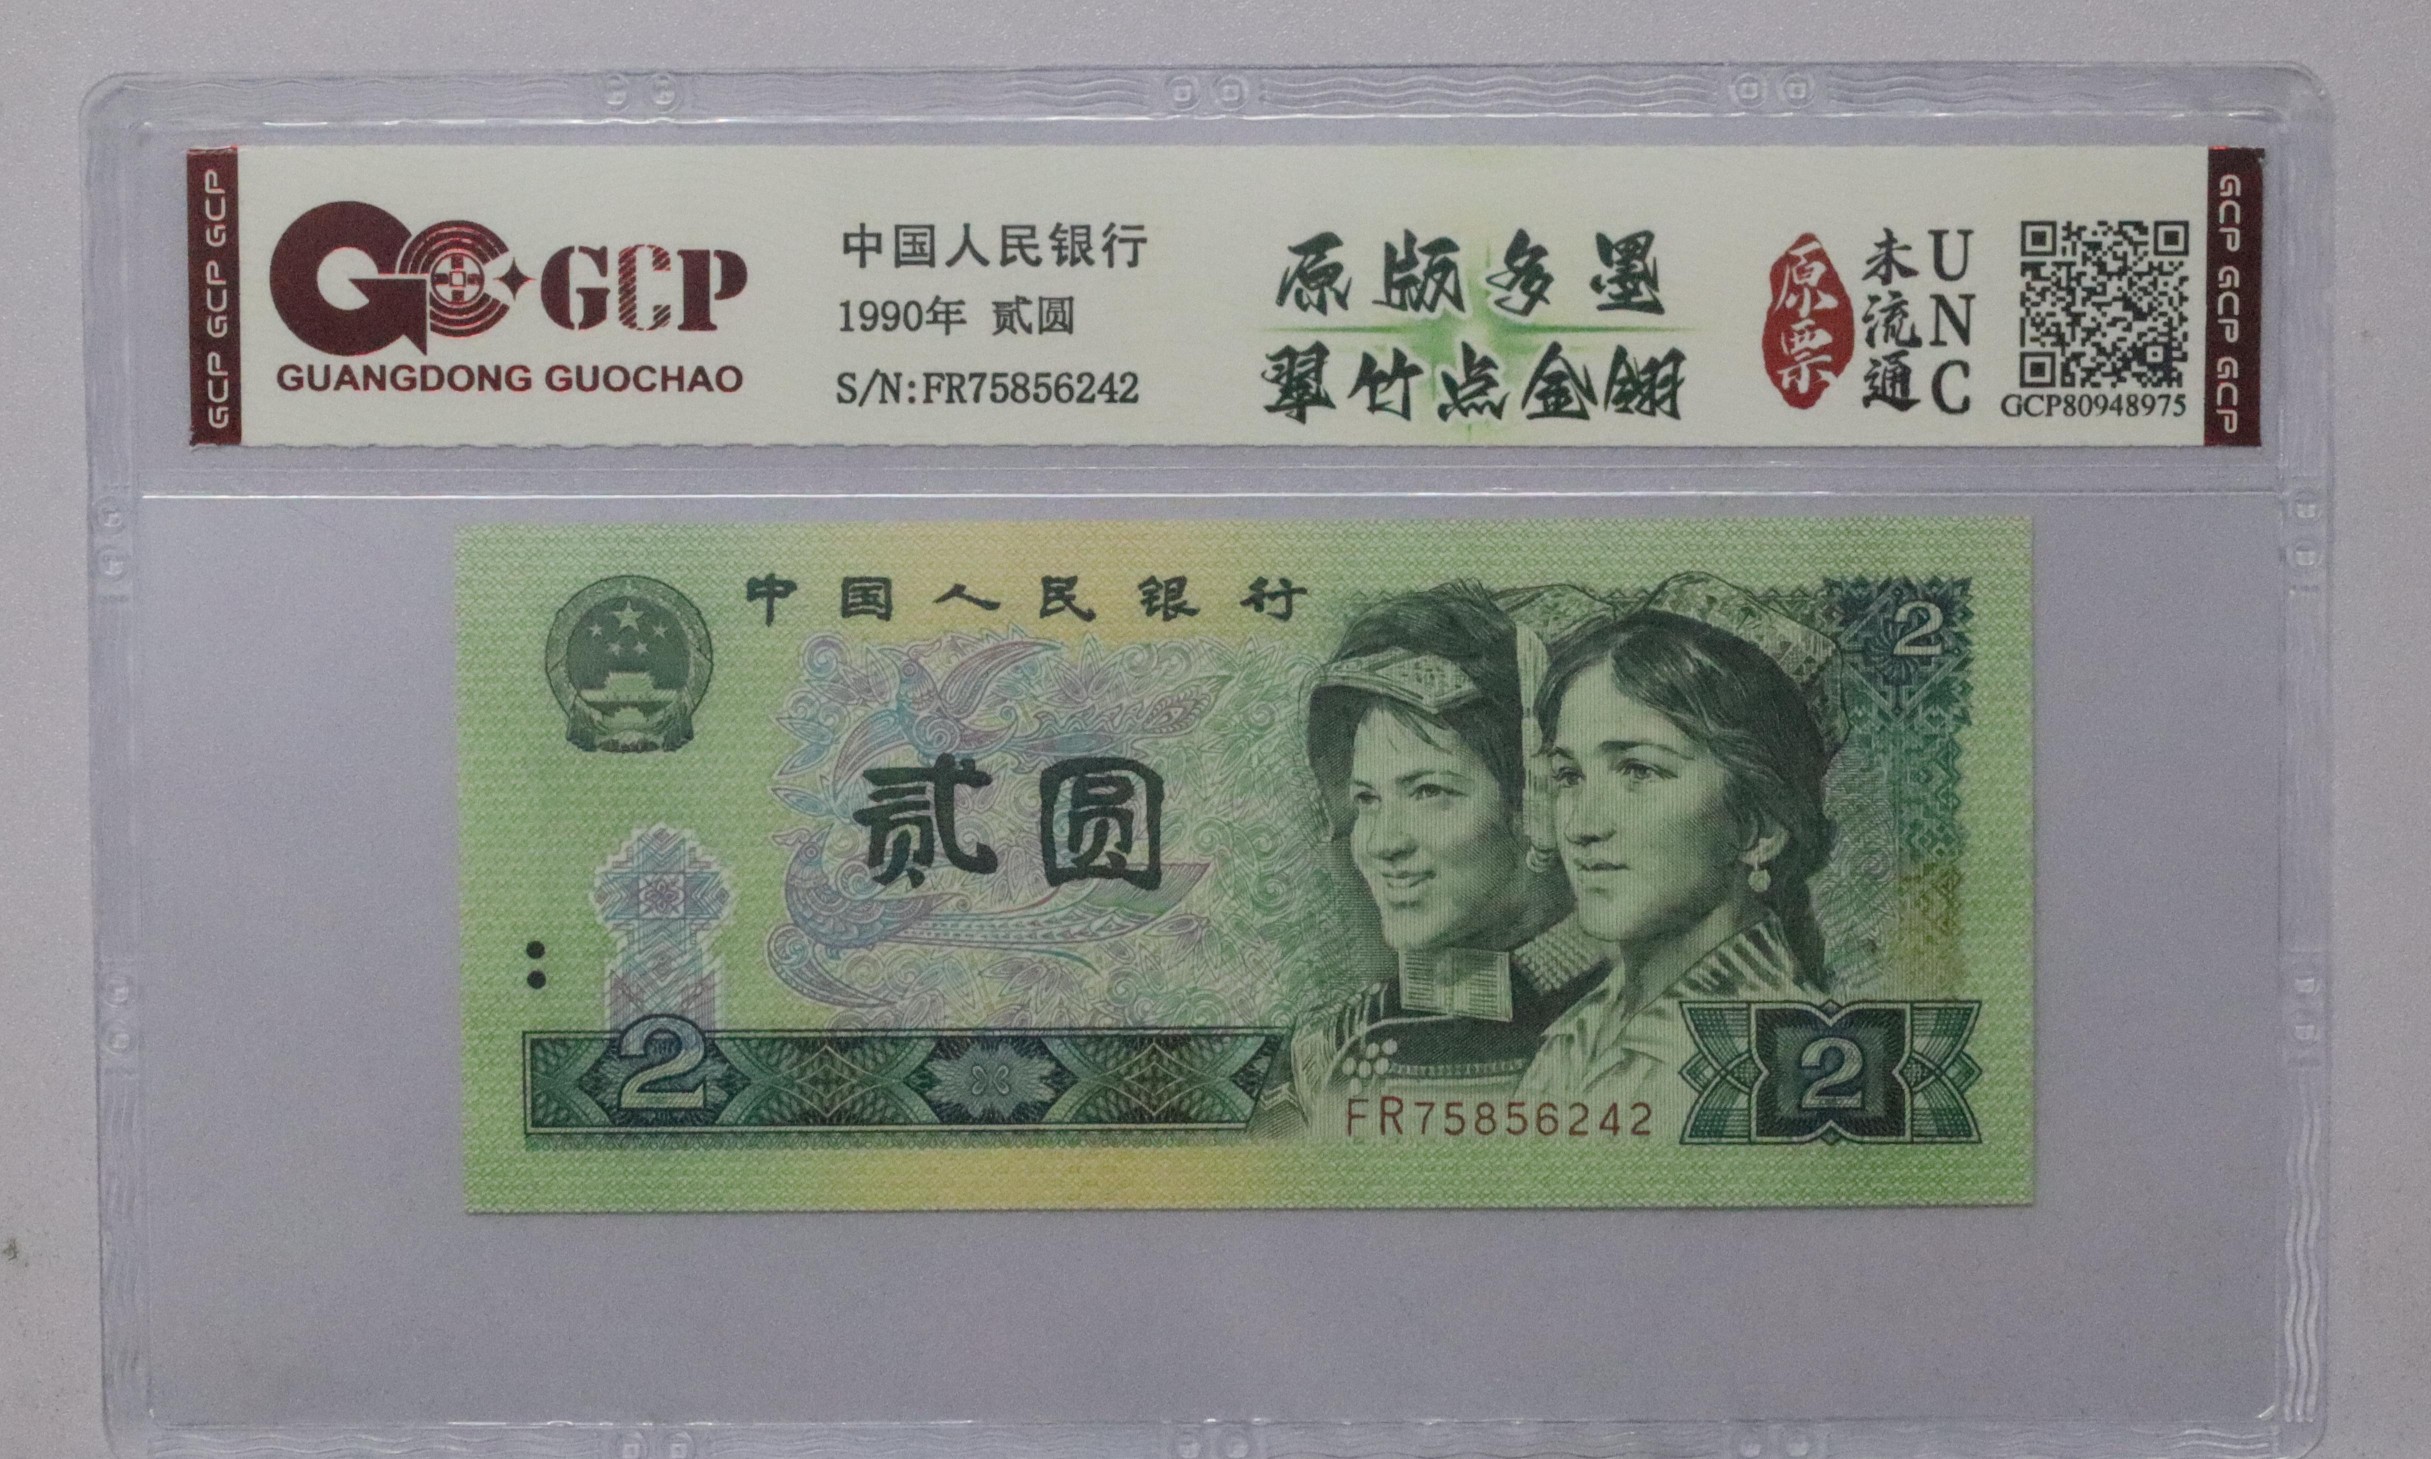 GCP GCP GCP
GCP
GUANGDONG GUOCHAO
中国人民银行
1990年 贰圆
S/N:FR75856242
原版多墨
翠竹点金翎
原票
未流通
UNC
GCP80948975
GCP GCP GCP
中国人民银行
2
贰圆
2
FR75856242
2